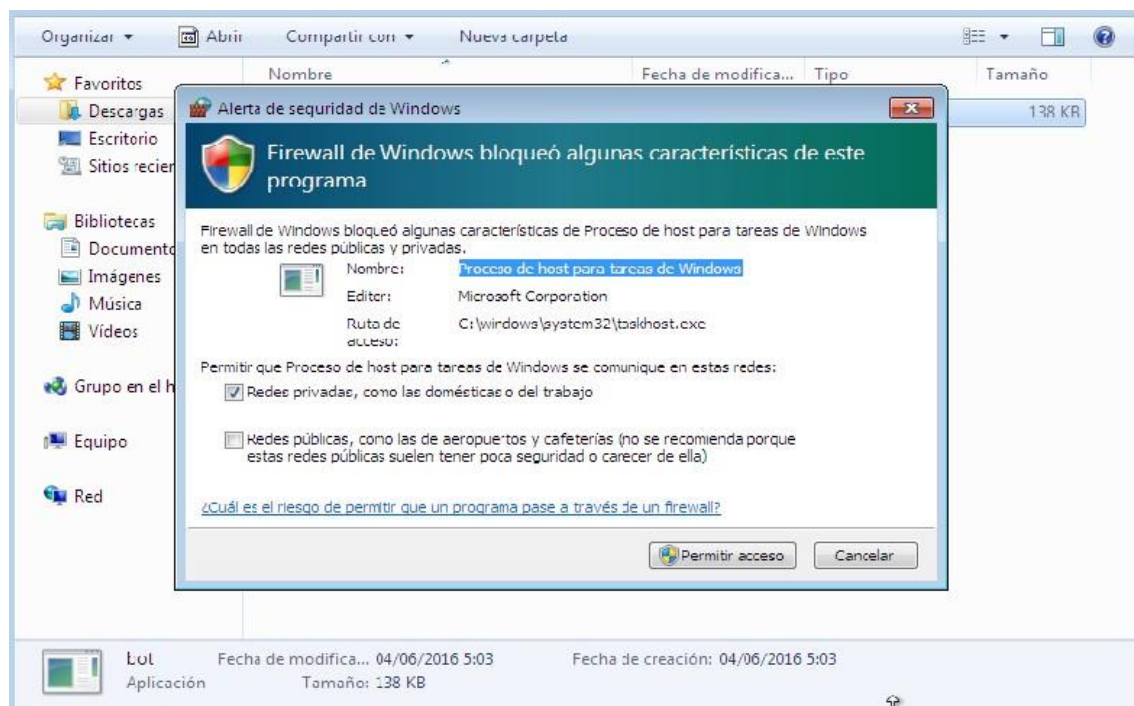 Organizar Abrir Compartir con Nueva carpeta
Favoritos
Descargas
Escritorio
Sitios recien
Bibliotecas
Documento
Imágenes
Música
Vídeos
Grupo en el h
Equipo
Red
Nombre Fecha de modifica... Tipo Tamaño
138 KB
Alerta de seguridad de Windows
Firewall de Windows bloqueó algunas características de este
programa
Firewall de Windows bloqueó algunas características de Proceso de host para tareas de Windows
en todas las redes públicas y privadas.
Nombre: Proceso de host para tareas de Windows
Editor: Microsoft Corporation
Ruta de C:\windows\system32\taskhost.exe
acceso:
Permitir que Proceso de host para tareas de Windows se comunique en estas redes:
Redes privadas, como las domésticas o del trabajo
Redes públicas, como las de aeropuertos y cafeterías (no se recomienda porque
estas redes públicas suelen tener poca seguridad o carecer de ella)
¿Cuál es el riesgo de permitir que un programa pase a través de un firewall?
Permitir acceso Cancelar
bot Fecha de modifica... 04/06/2016 5:03 Fecha de creación: 04/06/2016 5:03
Aplicación Tamaño: 138 KB